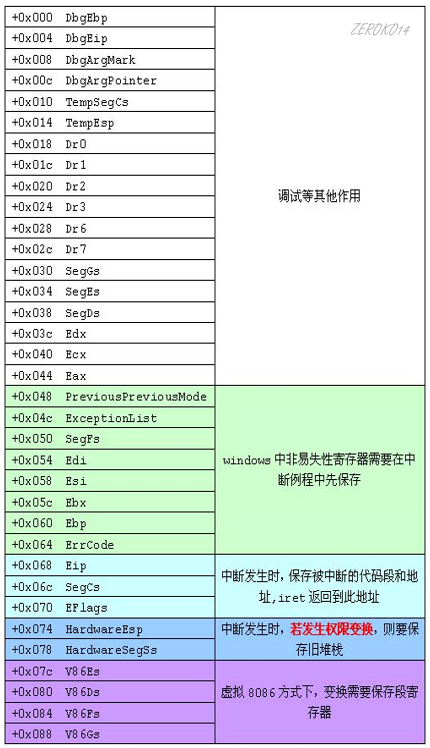 +0x000 DbgEbp
ZEROKO14
+0x004 DbgEip
+0x008 DbgArgMark
+0x00c DbgArgPointer
+0x010 TempSegCs
+0x014 TempEsp
+0x018 Dr0
+0x01c Dr1
+0x020 Dr2
+0x024 Dr3
+0x028 Dr6
+0x02c Dr7
+0x030 SegGs
+0x034 SegEs
+0x038 SegDs
+0x03c Edx
+0x040 Ecx
+0x044 Eax
调试等其他作用
+0x048 PreviousPreviousMode
+0x04c ExceptionList
+0x050 SegFs
+0x054 Edi
+0x058 Esi
+0x05c Ebx
+0x060 Ebp
+0x064 ErrCode
windows 中非易失性寄存器需要在中
断例程中先保存
+0x068 Eip
+0x06c SegCs
+0x070 EFlags
中断发生时,保存被中断的代码段和地
址,iret 返回到此地址
+0x074 HardwareEsp
+0x078 HardwareSegSs
中断发生时,若发生权限变换,则要保
存旧堆栈
+0x07c V86Es
+0x080 V86Ds
+0x084 V86Fs
+0x088 V86Gs
虚拟 8086 方式下,变换需要保存段寄
存器